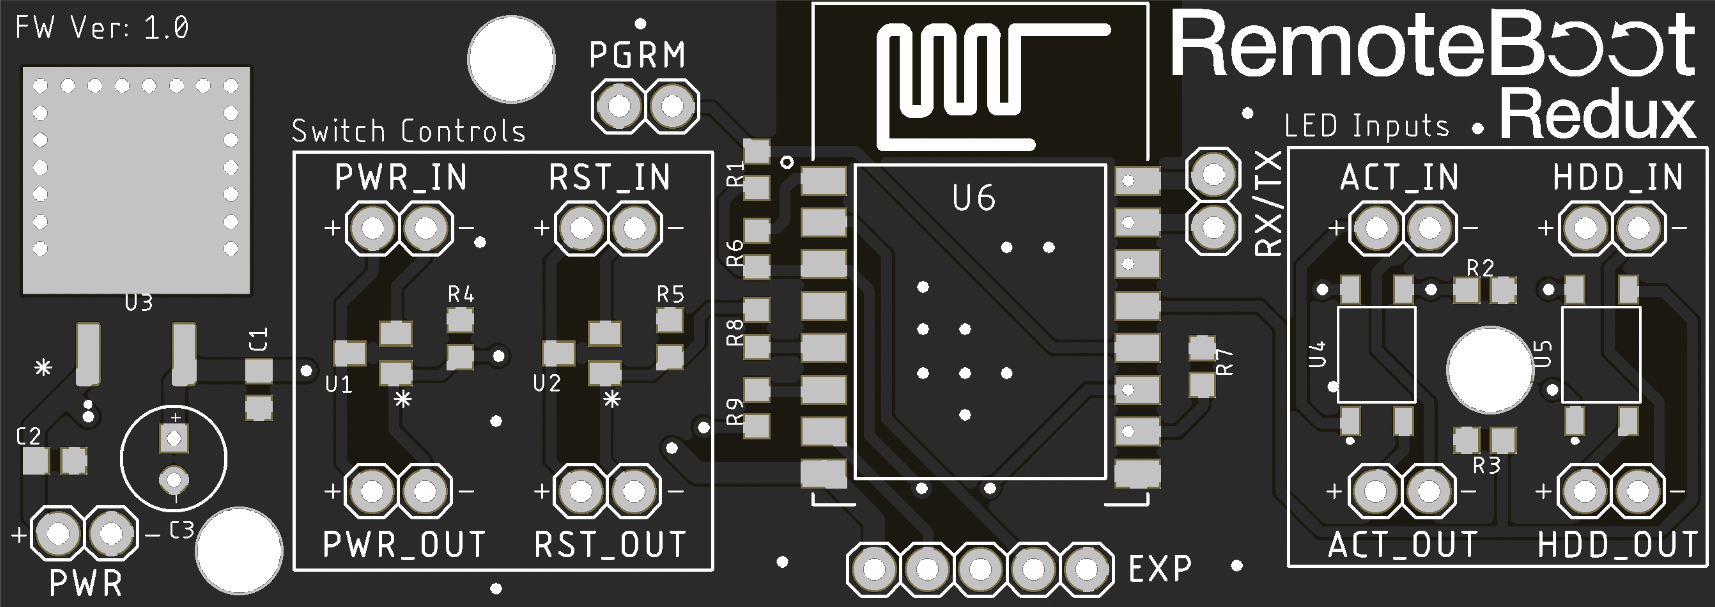 FW Ver: 1.0
PGRM
RemoteBoot
Redux
Switch Controls
LED Inputs
PWR_IN
RST_IN
R1
U6
RX/TX
ACT_IN
HDD_IN
+ -
+ -
+ -
+ -
R6
R2
U3
R4
R5
R8
C1
U4
U5
R7
*
U1
*
U2
*
R9
+
-
C2
R3
+ -
+ -
+ -
+ -
C3
+ -
PWR_OUT
RST_OUT
ACT_OUT
HDD_OUT
PWR
EXP